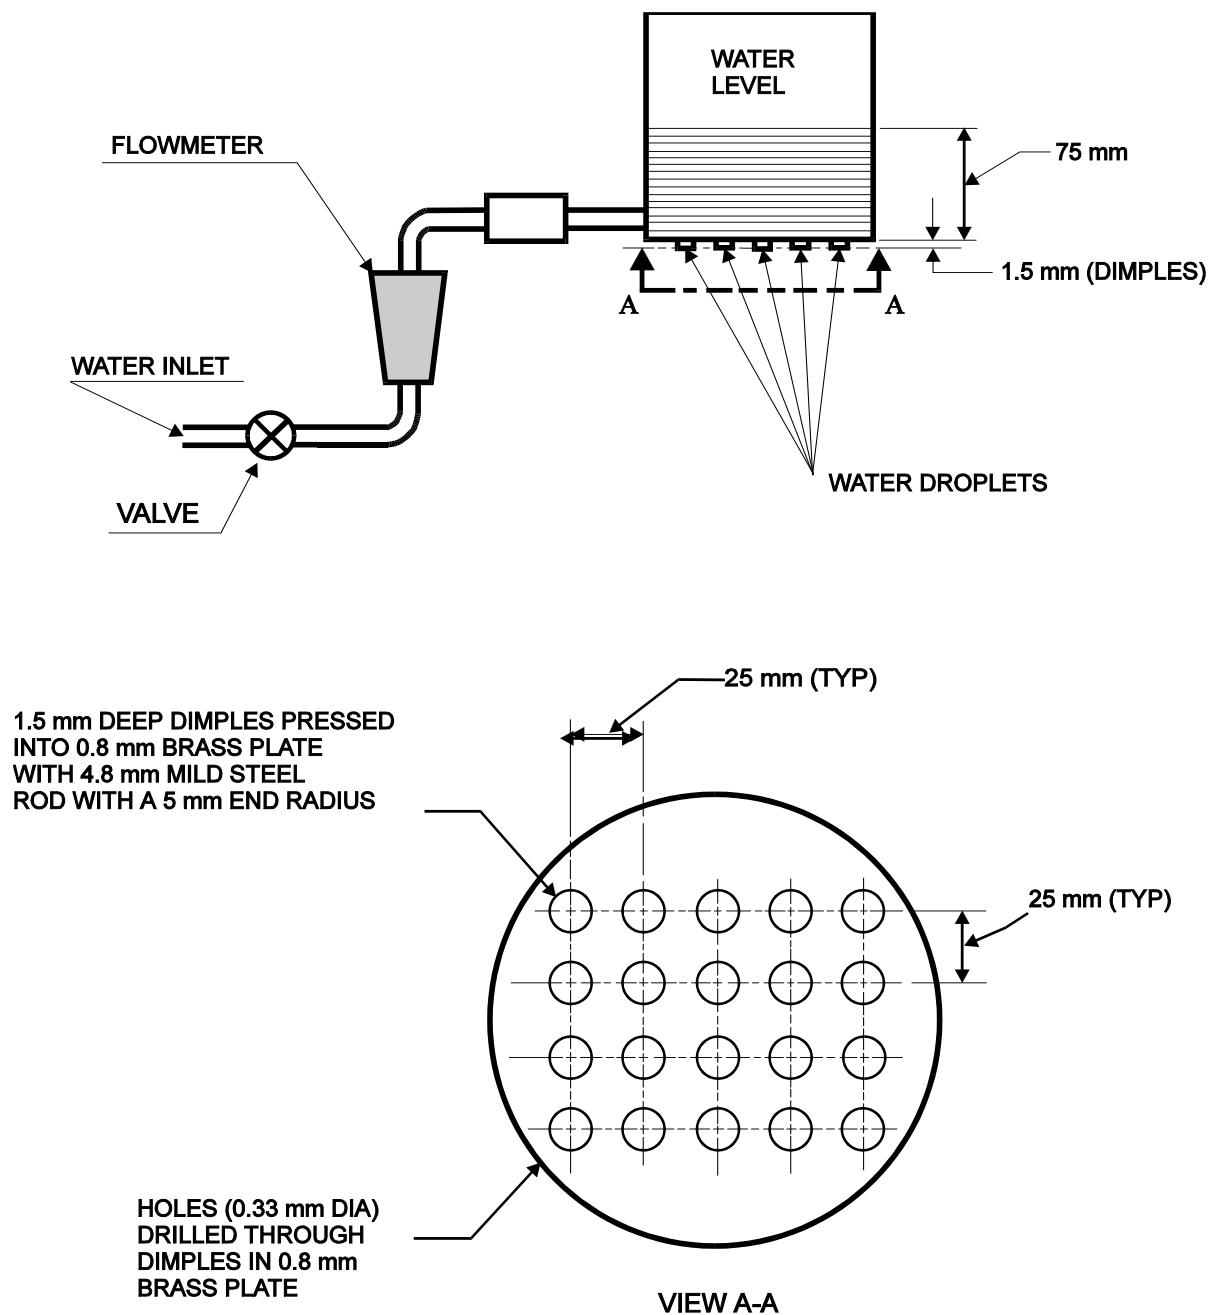 WATER
LEVEL
FLOWMETER
75 mm
1.5 mm (DIMPLES)
A
A
WATER INLET
WATER DROPLETS
VALVE
25 mm (TYP)
1.5 mm DEEP DIMPLES PRESSED
INTO 0.8 mm BRASS PLATE
WITH 4.8 mm MILD STEEL
ROD WITH A 5 mm END RADIUS
25 mm (TYP)
HOLES (0.33 mm DIA)
DRILLED THROUGH
DIMPLES IN 0.8 mm
BRASS PLATE
VIEW A-A